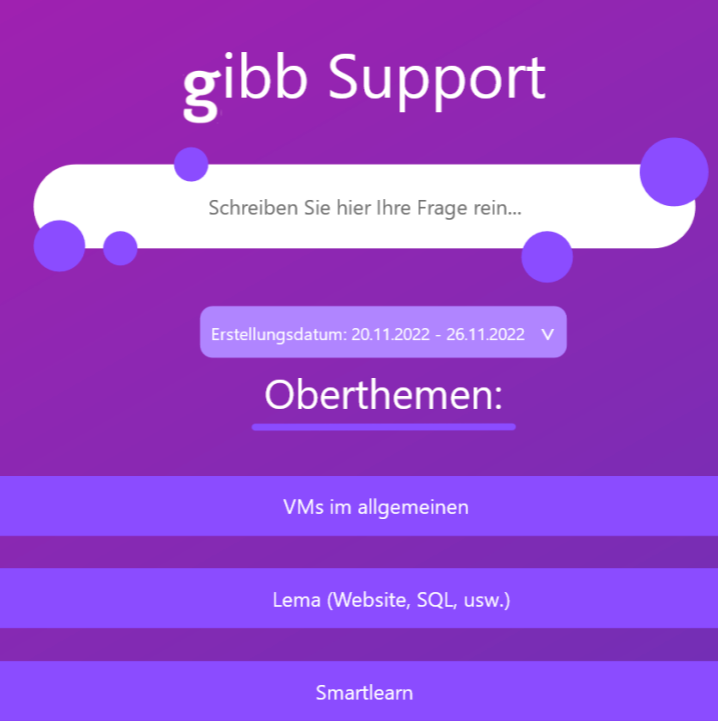 gibb Support
Schreiben Sie hier Ihre Frage rein...
Erstellungsdatum: 20.11.2022 - 26.11.2022
Oberthemen:
VMs im allgemeinen
Lema (Website, SQL, usw.)
Smartlearn